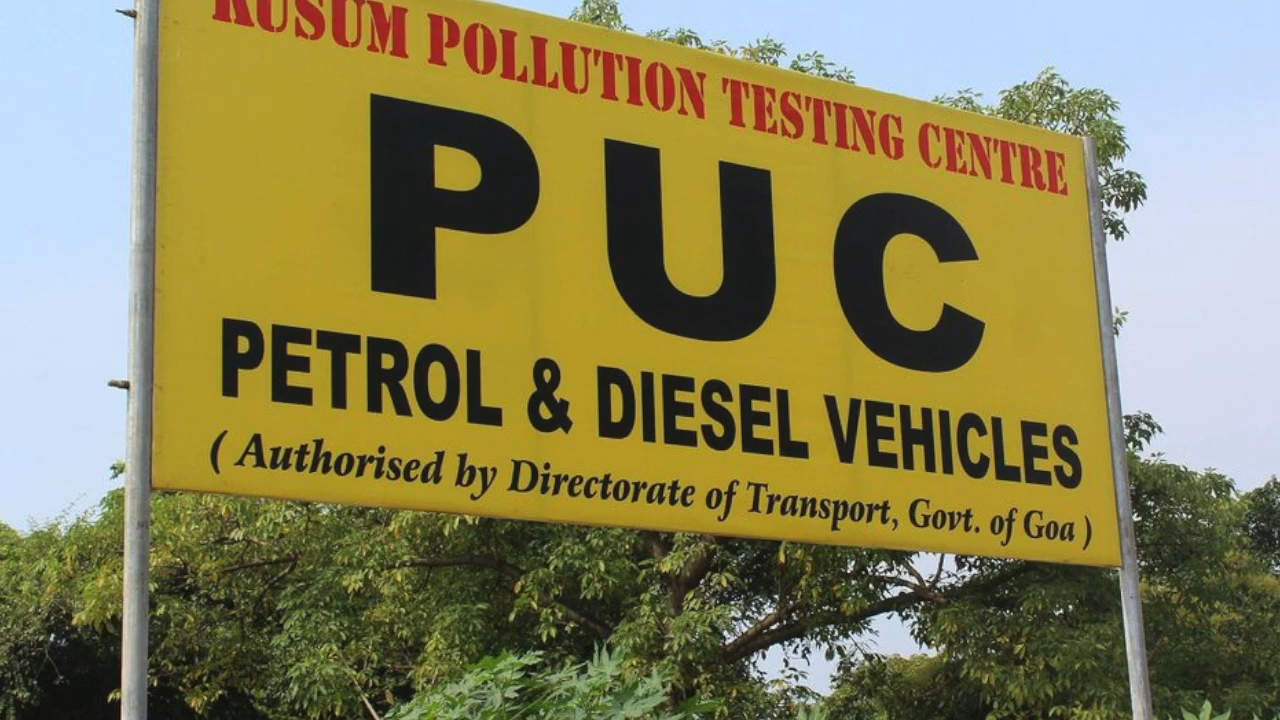 KUSUM POLLUTION TESTING CENTRE
PUC
PETROL & DIESEL VEHICLES
( Authorised by Directorate of Transport, Govt. of Goa )